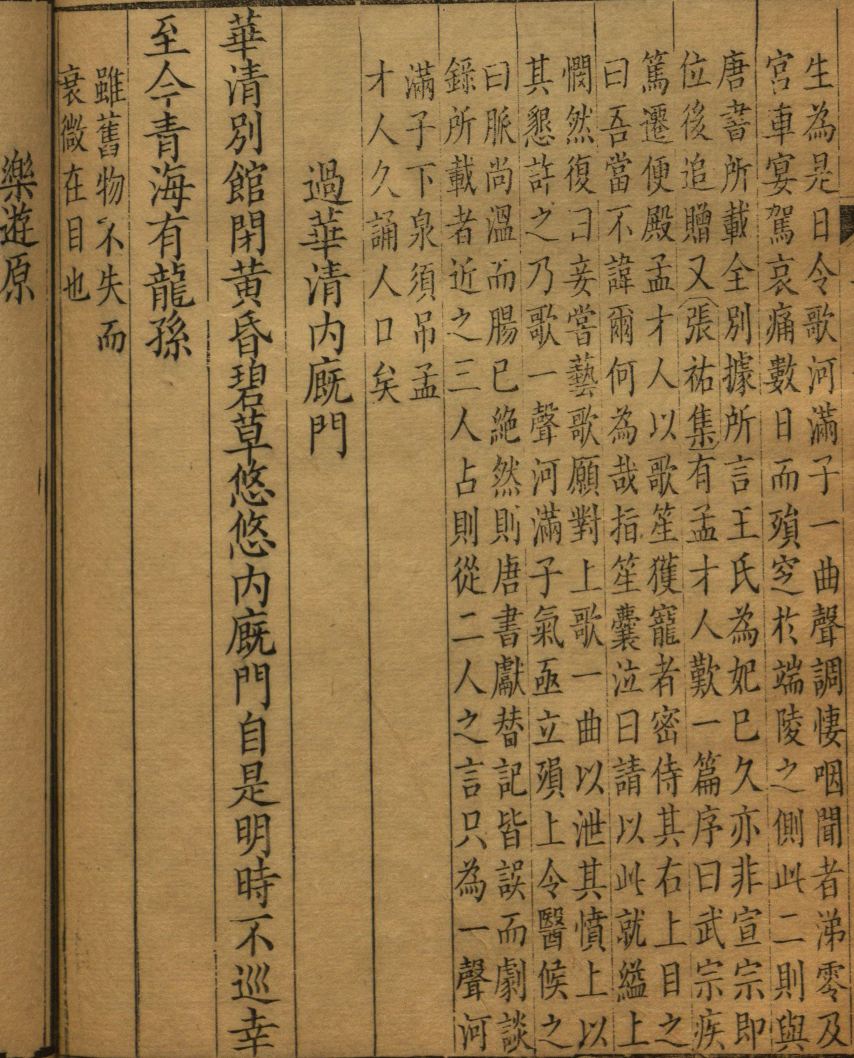 生為是日令歌河滿子一曲聲調悽咽聞者涕零及
宮車宴駕哀痛數日而殞窆於端陵之側此二則與
唐書所載全別據所言王氏為妃已久亦非宣宗即
位後追贈又張祐集有孟才人歎一篇序曰武宗疾
篤遷便殿孟才人以歌笙獲寵者密侍其右上目之
曰吾當不諱爾何為哉指笙囊泣曰請以此就縊上
憫然復曰妾嘗藝歌願對上歌一曲以泄其憤上以
其懇許之乃歌一聲河滿子氣亟立殞上令醫候之
曰脈尚溫而腸已絶然則唐書獻替記皆誤而劇談
錄所載者近之三人占則從二人之言只為一聲河
滿子下泉須吊孟
才人久誦人口矣
過華清内廐門
華清別館閉黃昏碧草悠悠内廐門自是明時不巡幸
至今青海有龍孫
雖舊物不失而
衰微在目也
樂遊原